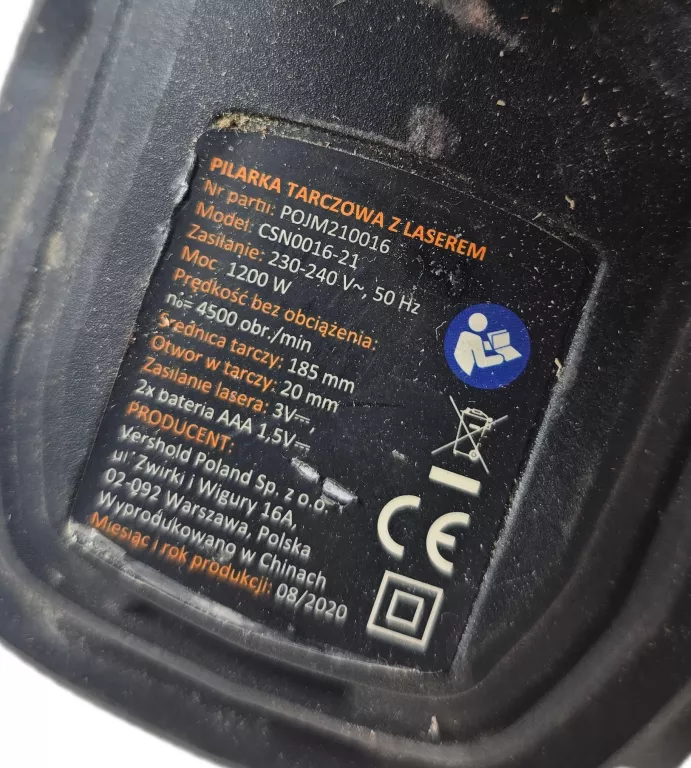 PILARKA TARCZOWA Z LASEREM
Nr partii: POJM210016
Model: CSN0016-21
Zasilanie: 230-240 V~, 50 Hz
Moc: 1200 W
Prędkość bez obciążenia:
n₀= 4500 obr./min
Średnica tarczy: 185 mm
Otwór w tarczy: 20 mm
Zasilanie lasera: 3V⎓,
2x bateria AAA 1,5V⎓
PRODUCENT:
Vershold Poland Sp. z o.o.
ul. Żwirki i Wigury 16A,
02-092 Warszawa, Polska
Wyprodukowano w Chinach
Miesiąc i rok produkcji: 08/2020
CE